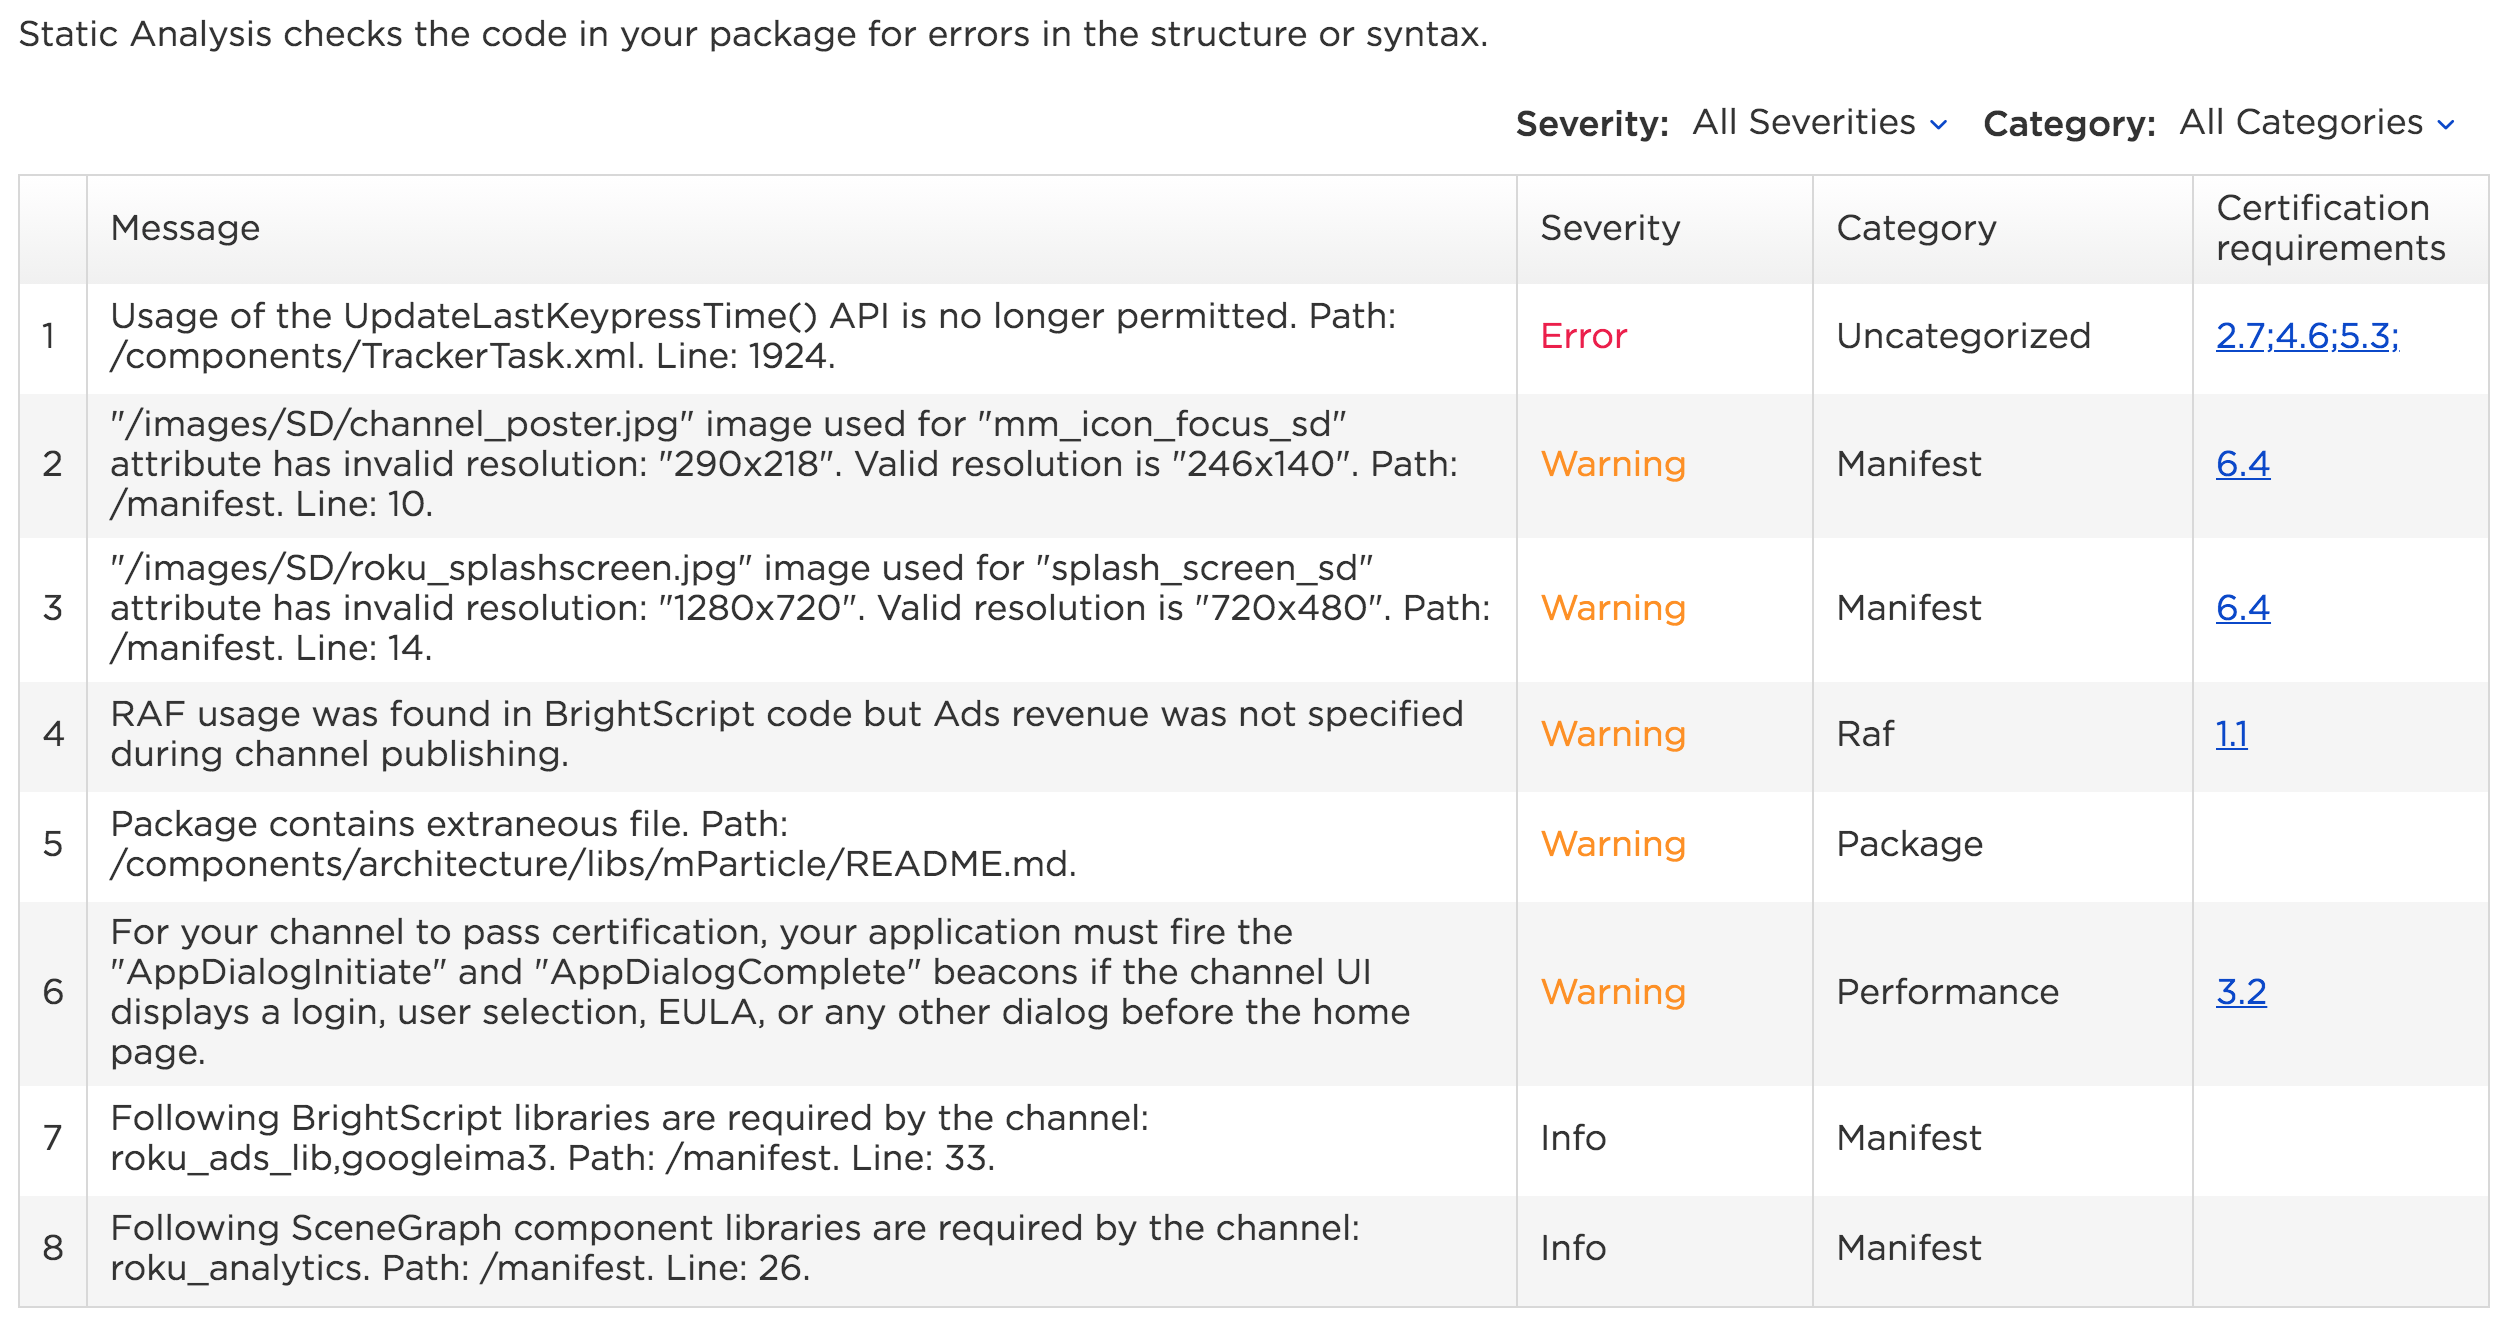 Static Analysis checks the code in your package for errors in the structure or syntax.
Severity: All Severities Category: All Categories
Message Severity Category Certification
requirements
1 Usage of the UpdateLastKeypressTime() API is no longer permitted. Path:
/components/TrackerTask.xml. Line: 1924. Error Uncategorized 2.7;4.6;5.3;
2 "/images/SD/channel_poster.jpg" image used for "mm_icon_focus_sd"
attribute has invalid resolution: "290x218". Valid resolution is "246x140". Path:
/manifest. Line: 10. Warning Manifest 6.4
3 "/images/SD/roku_splashscreen.jpg" image used for "splash_screen_sd"
attribute has invalid resolution: "1280x720". Valid resolution is "720x480". Path:
/manifest. Line: 14. Warning Manifest 6.4
4 RAF usage was found in BrightScript code but Ads revenue was not specified
during channel publishing. Warning Raf 1.1
5 Package contains extraneous file. Path:
/components/architecture/libs/mParticle/README.md. Warning Package
6 For your channel to pass certification, your application must fire the
"AppDialogInitiate" and "AppDialogComplete" beacons if the channel UI
displays a login, user selection, EULA, or any other dialog before the home
page. Warning Performance 3.2
7 Following BrightScript libraries are required by the channel:
roku_ads_lib,googleima3. Path: /manifest. Line: 33. Info Manifest
8 Following SceneGraph component libraries are required by the channel:
roku_analytics. Path: /manifest. Line: 26. Info Manifest